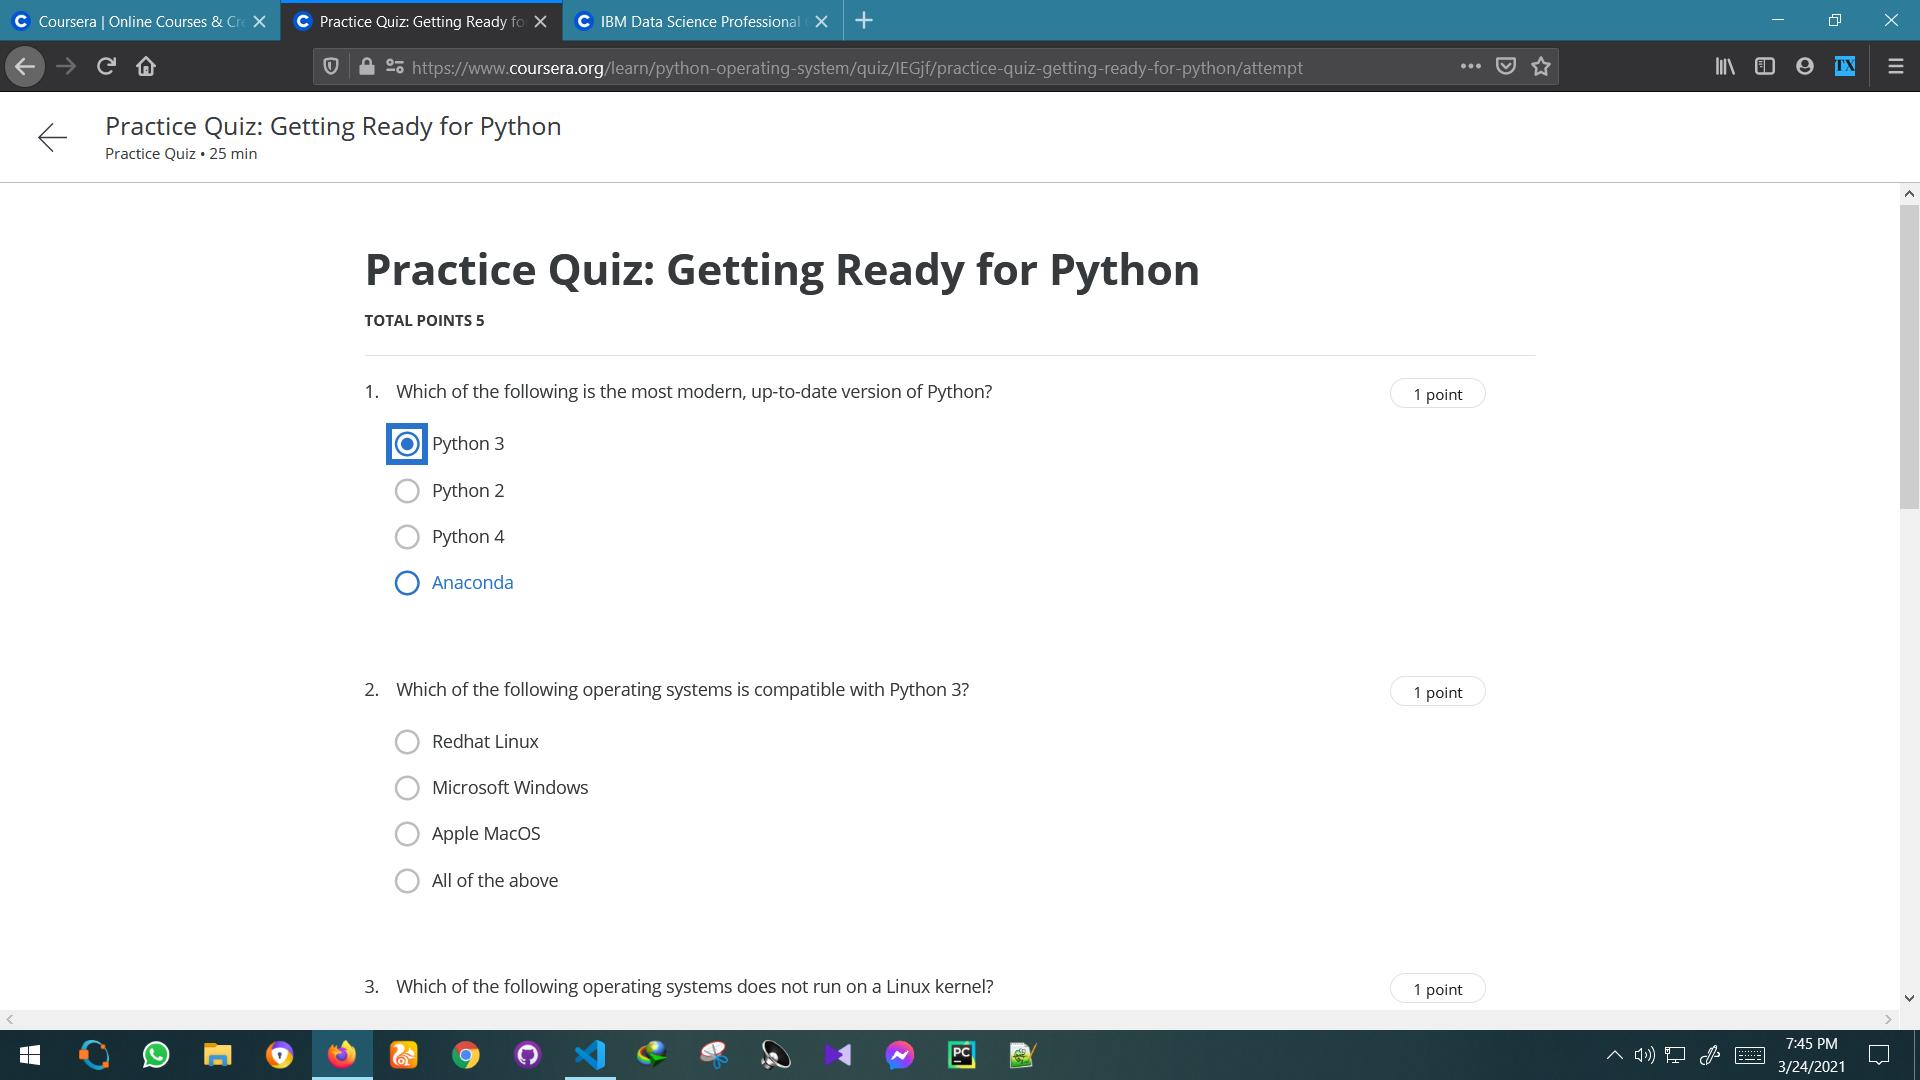 Coursera | Online Courses & Cre
Practice Quiz: Getting Ready fo
IBM Data Science Professional
https://www.coursera.org/learn/python-operating-system/quiz/IEGjf/practice-quiz-getting-ready-for-python/attempt
TX
Practice Quiz: Getting Ready for Python
Practice Quiz • 25 min
Practice Quiz: Getting Ready for Python
TOTAL POINTS 5
1. Which of the following is the most modern, up-to-date version of Python?
1 point
Python 3
Python 2
Python 4
Anaconda
2. Which of the following operating systems is compatible with Python 3?
1 point
Redhat Linux
Microsoft Windows
Apple MacOS
All of the above
3. Which of the following operating systems does not run on a Linux kernel?
1 point
PC
7:45 PM
3/24/2021